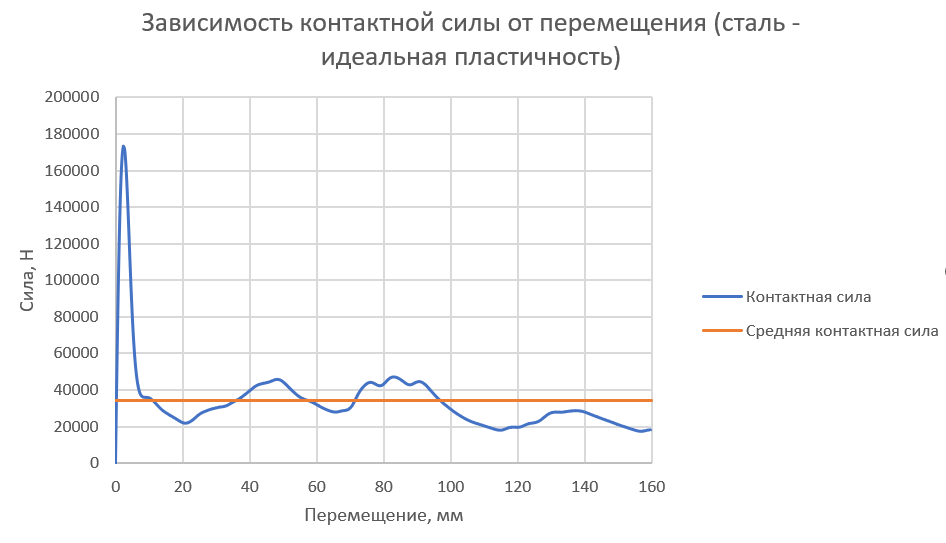 Зависимость контактной силы от перемещения (сталь -
идеальная пластичность)
200000
180000
160000
140000
120000
100000
80000
60000
40000
20000
0
Сила, Н
0 20 40 60 80 100 120 140 160
Перемещение, мм
Контактная сила
Средняя контактная сила